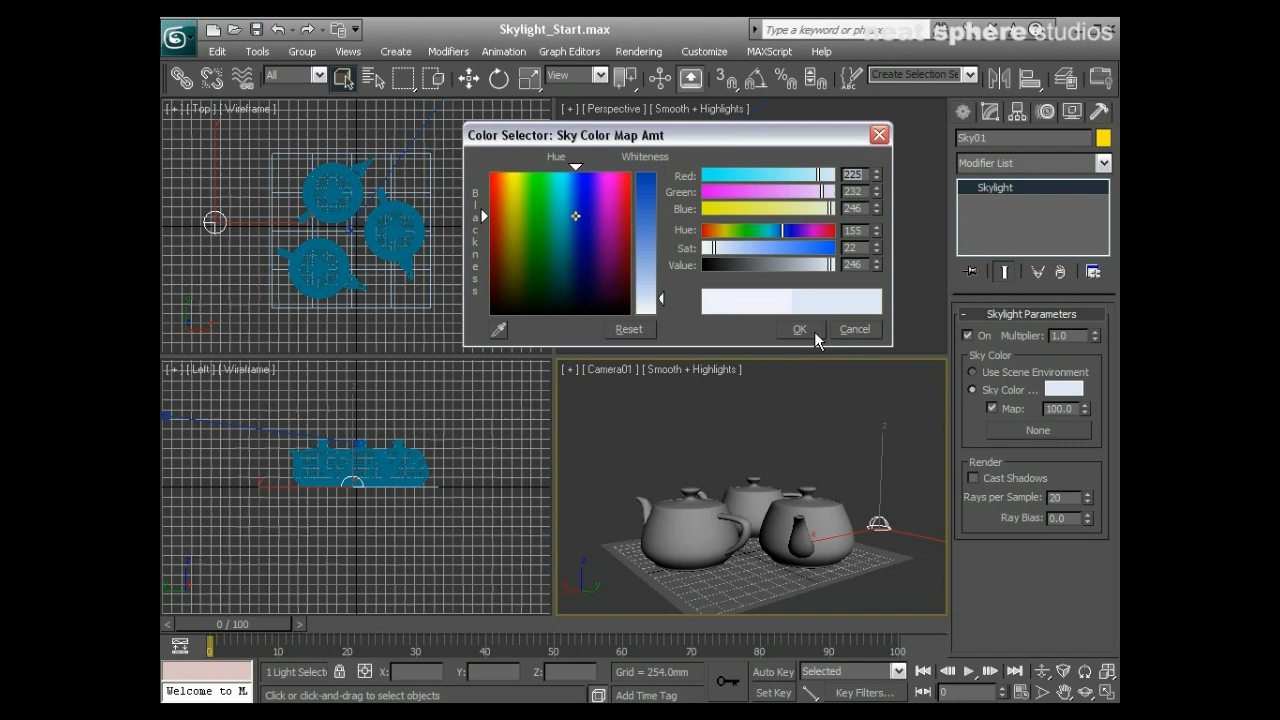 Skylight_Start.max
Type a keyword or phrase
sphere studios
Edit Tools Group Views Create Modifiers Animation Graph Editors Rendering Customize MAXScript Help
All
View
3
%
ABC
Create Selection Se
[ + ] [ Top ] [ Wireframe ]
[ + ] [ Perspective ] [ Smooth + Highlights ]
Color Selector: Sky Color Map Amt
Hue
Whiteness
Blackness
Red: 225
Green: 232
Blue: 246
Hue: 155
Sat: 22
Value: 246
Reset
OK
Cancel
Sky01
Modifier List
Skylight
- Skylight Parameters
On Multiplier: 1.0
Sky Color
Use Scene Environment
Sky Color ...
Map: 100.0
None
Render
Cast Shadows
Rays per Sample: 20
Ray Bias: 0.0
[ + ] [ Left ] [ Wireframe ]
[ + ] [ Camera01 ] [ Smooth + Highlights ]
z
x
z
y
x
< 0 / 100 >
0 10 20 30 40 50 60 70 80 90 100
1 Light Select
X:
Y:
Z:
Grid = 254.0mm
Auto Key
Selected
Welcome to M
Click or click-and-drag to select objects
Add Time Tag
Set Key
Key Filters...
0